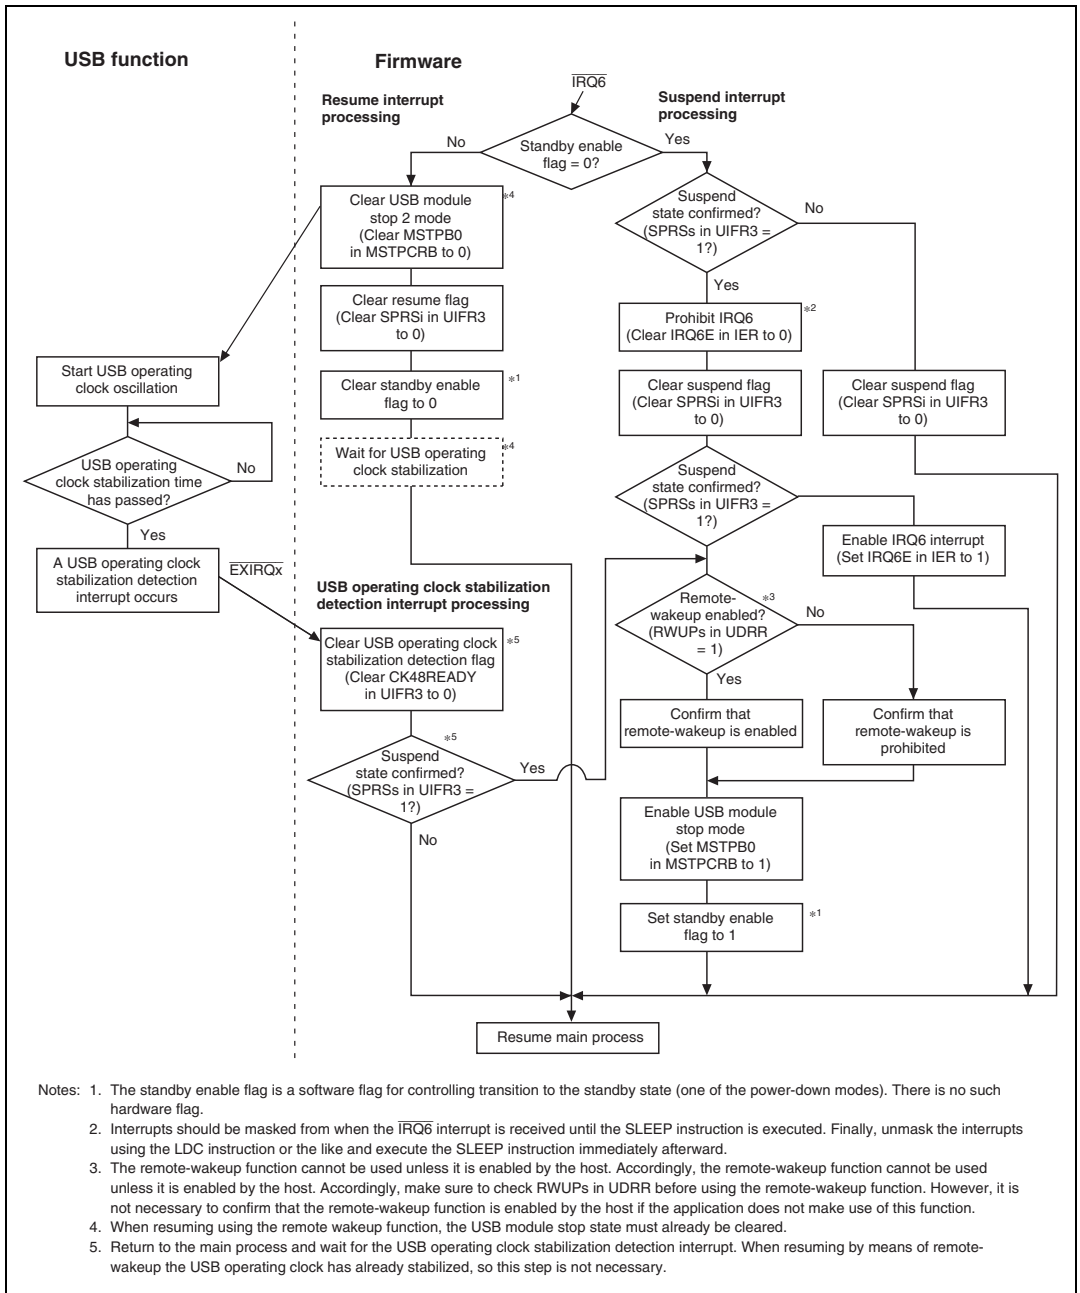 USB function
Firmware
IRQ6
Resume interrupt
processing
Suspend interrupt
processing
No
Standby enable
flag = 0?
Yes
Clear USB module
stop 2 mode
(Clear MSTPB0
in MSTPCRB to 0)
*4
Suspend
state confirmed?
(SPRSs in UIFR3 =
1?)
No
Yes
Clear resume flag
(Clear SPRSi in UIFR3
to 0)
Prohibit IRQ6
(Clear IRQ6E in IER to 0)
*2
Start USB operating
clock oscillation
Clear standby enable
flag to 0
*1
Clear suspend flag
(Clear SPRSi in UIFR3
to 0)
Clear suspend flag
(Clear SPRSi in UIFR3
to 0)
Wait for USB operating
clock stabilization
*4
USB operating
clock stabilization time
has passed?
No
Yes
Suspend
state confirmed?
(SPRSs in UIFR3 =
1?)
Enable IRQ6 interrupt
(Set IRQ6E in IER to 1)
A USB operating clock
stabilization detection
interrupt occurs
EXIRQx
USB operating clock stabilization
detection interrupt processing
Remote-
wakeup enabled?
(RWUPs in UDRR
= 1)
*3
No
Yes
Clear USB operating clock
stabilization detection flag
(Clear CK48READY
in UIFR3 to 0)
*5
Confirm that
remote-wakeup is enabled
Confirm that
remote-wakeup is
prohibited
*5
Suspend
state confirmed?
(SPRSs in UIFR3 =
1?)
Yes
No
Enable USB module
stop mode
(Set MSTPB0
in MSTPCRB to 1)
Set standby enable
flag to 1
*1
Resume main process
Notes: 1. The standby enable flag is a software flag for controlling transition to the standby state (one of the power-down modes). There is no such
hardware flag.
2. Interrupts should be masked from when the IRQ6 interrupt is received until the SLEEP instruction is executed. Finally, unmask the interrupts
using the LDC instruction or the like and execute the SLEEP instruction immediately afterward.
3. The remote-wakeup function cannot be used unless it is enabled by the host. Accordingly, the remote-wakeup function cannot be used
unless it is enabled by the host. Accordingly, make sure to check RWUPs in UDRR before using the remote-wakeup function. However, it is
not necessary to confirm that the remote-wakeup function is enabled by the host if the application does not make use of this function.
4. When resuming using the remote wakeup function, the USB module stop state must already be cleared.
5. Return to the main process and wait for the USB operating clock stabilization detection interrupt. When resuming by means of remote-
wakeup the USB operating clock has already stabilized, so this step is not necessary.